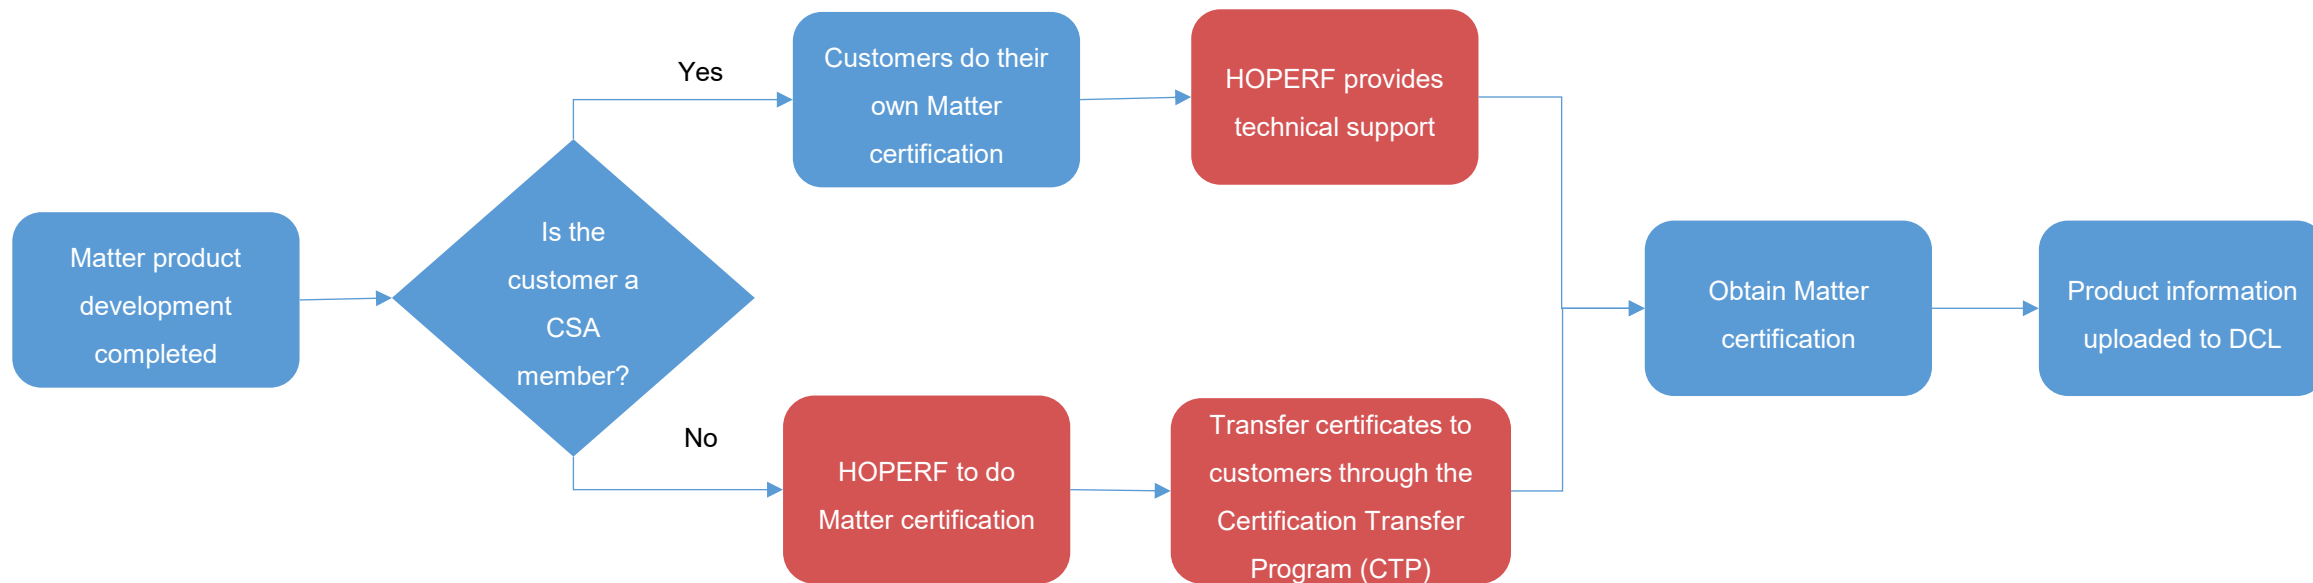 Matter product
development
completed
Is the
customer a
CSA
member?
Yes
Customers do their
own Matter
certification
HOPERF provides
technical support
No
HOPERF to do
Matter certification
Transfer certificates to
customers through the
Certification Transfer
Program (CTP)
Obtain Matter
certification
Product information
uploaded to DCL